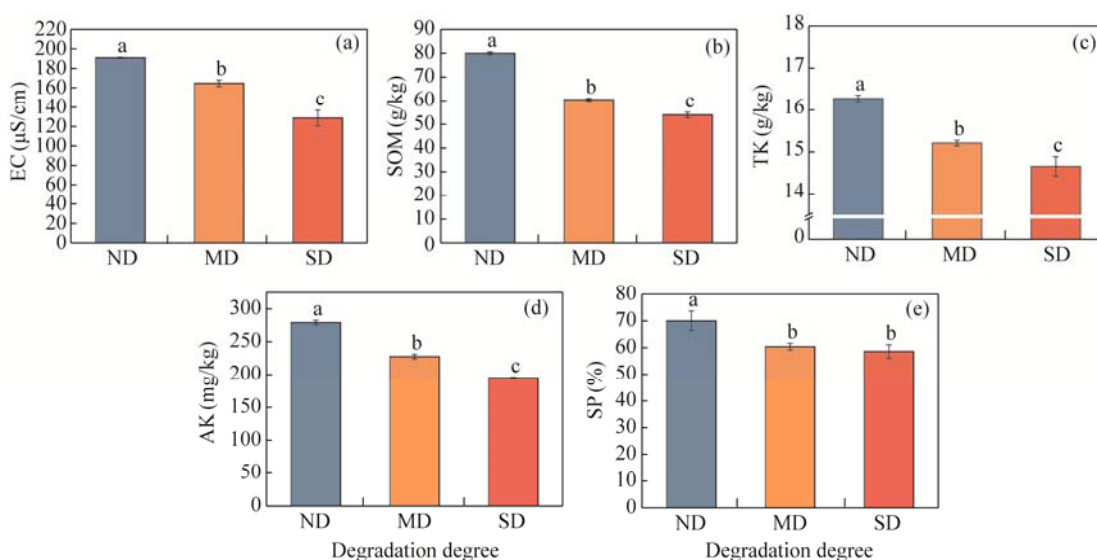 (a)
EC (μS/cm)
220
200
180
160
140
120
100
80
60
40
20
0
a
b
c
ND MD SD
(b)
SOM (g/kg)
90
80
70
60
50
40
30
20
10
0
a
b
c
ND MD SD
(c)
TK (g/kg)
18
17
16
15
14
0
a
b
c
ND MD SD
(d)
AK (mg/kg)
300
250
200
150
100
50
0
a
b
c
ND MD SD
Degradation degree
(e)
SP (%)
80
70
60
50
40
30
20
10
0
a
b
b
ND MD SD
Degradation degree